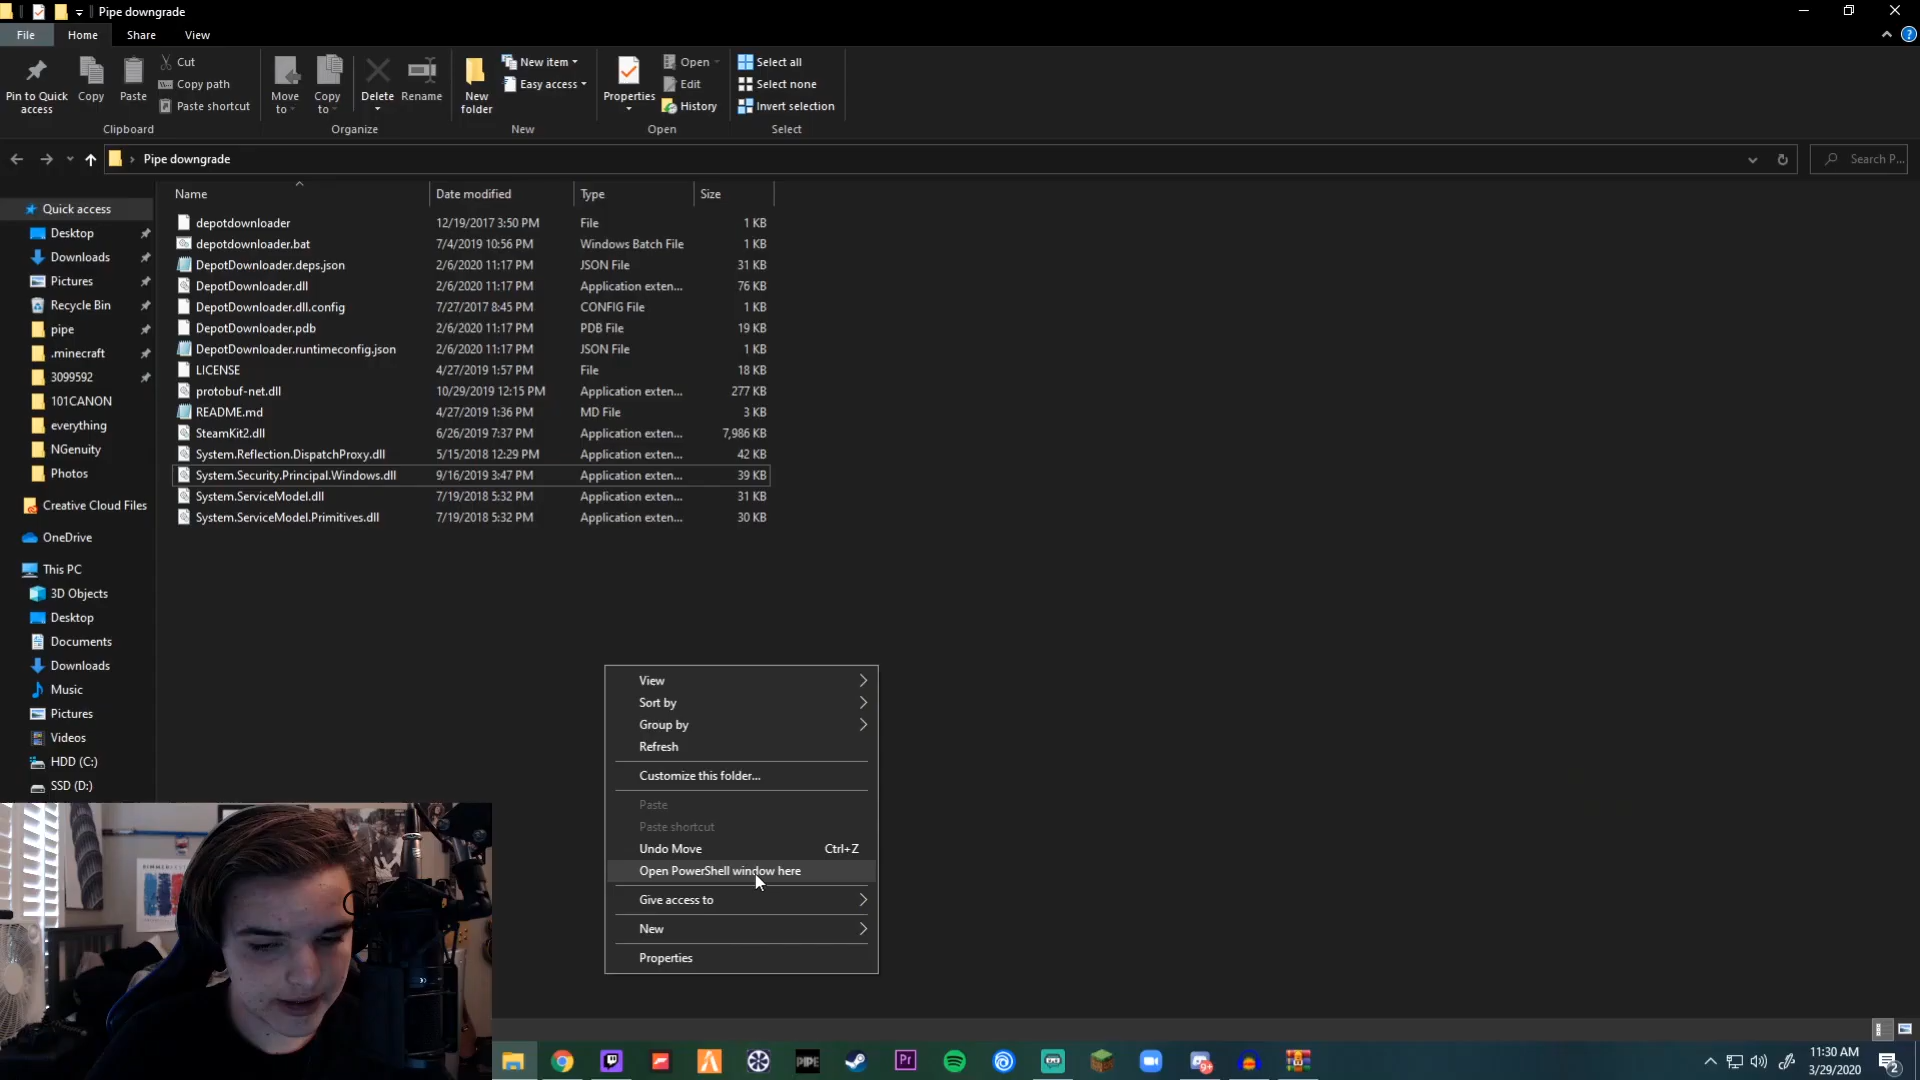 Pipe downgrade
File Home Share View
Pin to Quick access
Copy
Paste
Cut
Copy path
Paste shortcut
Clipboard
Move to
Copy to
Delete
Rename
Organize
New folder
New item
Easy access
New
Properties
Open
Edit
History
Open
Select all
Select none
Invert selection
Select
Pipe downgrade
Search P...
Name Date modified Type Size
depotdownloader 12/19/2017 3:50 PM File 1 KB
depotdownloader.bat 7/4/2019 10:56 PM Windows Batch File 1 KB
DepotDownloader.deps.json 2/6/2020 11:17 PM JSON File 31 KB
DepotDownloader.dll 2/6/2020 11:17 PM Application exten... 76 KB
DepotDownloader.dll.config 7/27/2017 8:45 PM CONFIG File 1 KB
DepotDownloader.pdb 2/6/2020 11:17 PM PDB File 19 KB
DepotDownloader.runtimeconfig.json 2/6/2020 11:17 PM JSON File 1 KB
LICENSE 4/27/2019 1:57 PM File 18 KB
protobuf-net.dll 10/29/2019 12:15 PM Application exten... 277 KB
README.md 4/27/2019 1:36 PM MD File 3 KB
SteamKit2.dll 6/26/2019 7:37 PM Application exten... 7,986 KB
System.Reflection.DispatchProxy.dll 5/15/2018 12:29 PM Application exten... 42 KB
System.Security.Principal.Windows.dll 9/16/2019 3:47 PM Application exten... 39 KB
System.ServiceModel.dll 7/19/2018 5:32 PM Application exten... 31 KB
System.ServiceModel.Primitives.dll 7/19/2018 5:32 PM Application exten... 30 KB
Quick access
Desktop
Downloads
Pictures
Recycle Bin
pipe
.minecraft
3099592
101CANON
everything
NGenuity
Photos
Creative Cloud Files
OneDrive
This PC
3D Objects
Desktop
Documents
Downloads
Music
Pictures
Videos
HDD (C:)
SSD (D:)
View
Sort by
Group by
Refresh
Customize this folder...
Paste
Paste shortcut
Undo Move Ctrl+Z
Open PowerShell window here
Give access to
New
Properties
PIPE
Pr
9+
11:30 AM
3/29/2020
2